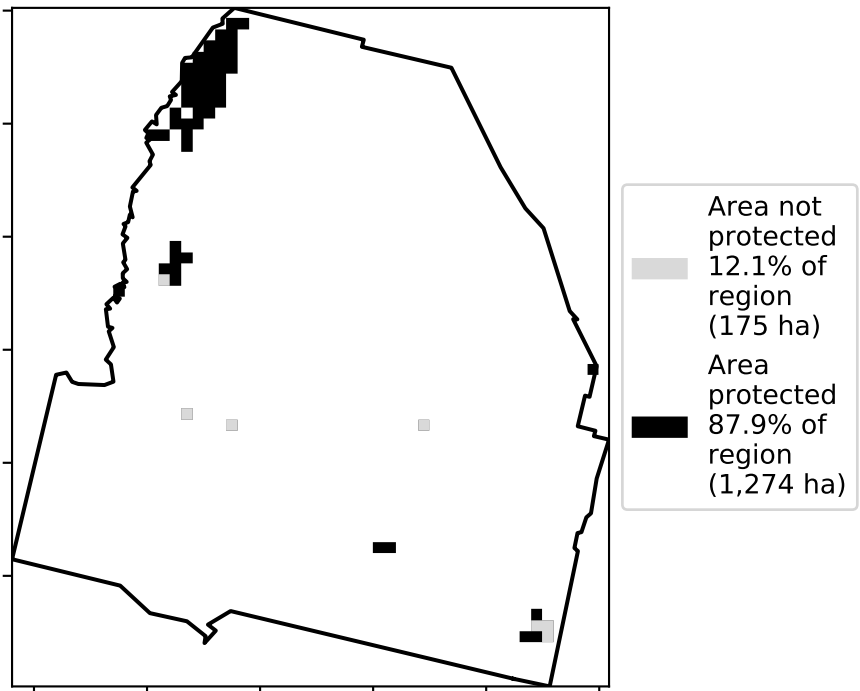 Area not
protected
12.1% of
region
(175 ha)
Area
protected
87.9% of
region
(1,274 ha)